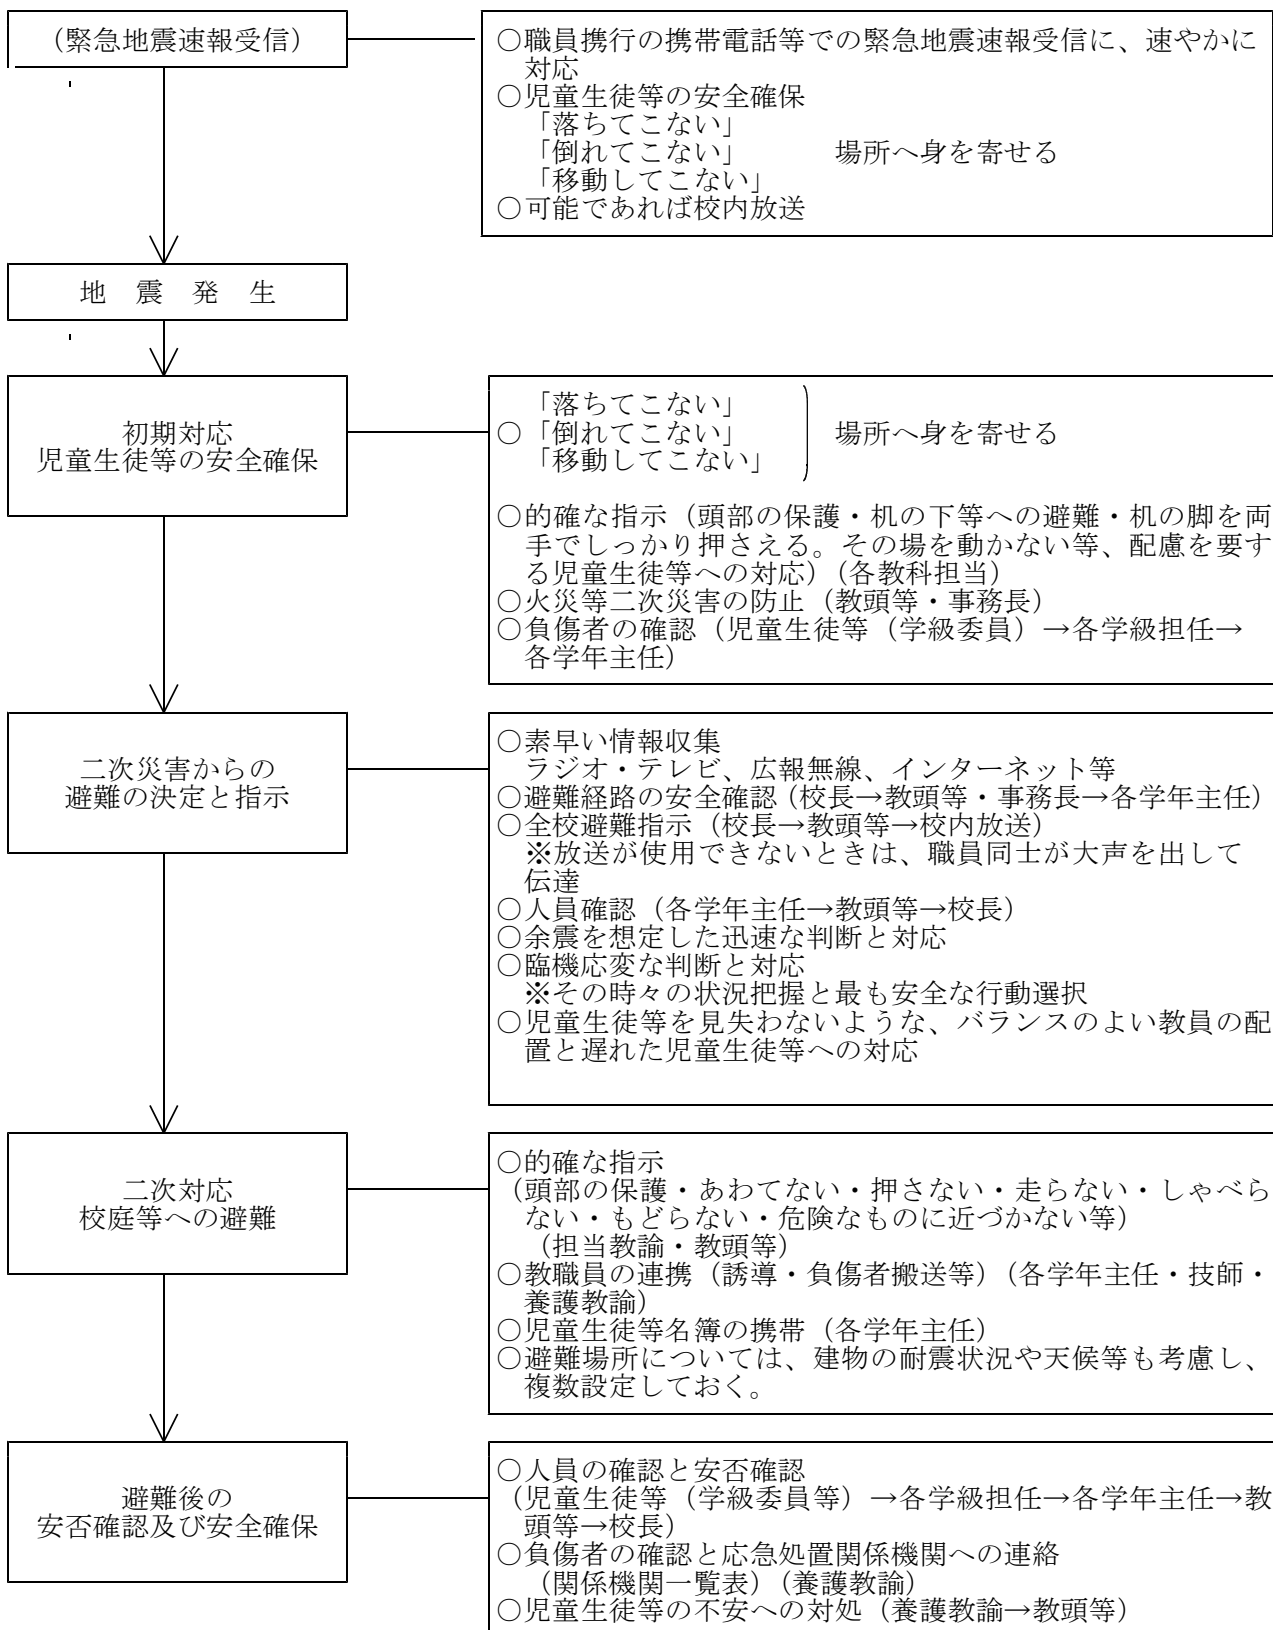 （緊急地震速報受信）
○職員携行の携帯電話等での緊急地震速報受信に、速やかに
対応
○児童生徒等の安全確保
「落ちてこない」
「倒れてこない」　　　場所へ身を寄せる
「移動してこない」
○可能であれば校内放送
地　震　発　生
初期対応
児童生徒等の安全確保
「落ちてこない」
○「倒れてこない」　　　場所へ身を寄せる
「移動してこない」
○的確な指示（頭部の保護・机の下等への避難・机の脚を両
手でしっかり押さえる。その場を動かない等、配慮を要す
る児童生徒等への対応）（各教科担当）
○火災等二次災害の防止（教頭等・事務長）
○負傷者の確認（児童生徒等（学級委員）→各学級担任→
各学年主任）
二次災害からの
避難の決定と指示
○素早い情報収集
ラジオ・テレビ、広報無線、インターネット等
○避難経路の安全確認（校長→教頭等・事務長→各学年主任）
○全校避難指示（校長→教頭等→校内放送）
※放送が使用できないときは、職員同士が大声を出して
伝達
○人員確認（各学年主任→教頭等→校長）
○余震を想定した迅速な判断と対応
○臨機応変な判断と対応
※その時々の状況把握と最も安全な行動選択
○児童生徒等を見失わないような、バランスのよい教員の配
置と遅れた児童生徒等への対応
二次対応
校庭等への避難
○的確な指示
（頭部の保護・あわてない・押さない・走らない・しゃべら
ない・もどらない・危険なものに近づかない等）
（担当教諭・教頭等）
○教職員の連携（誘導・負傷者搬送等）（各学年主任・技師・
養護教諭）
○児童生徒等名簿の携帯（各学年主任）
○避難場所については、建物の耐震状況や天候等も考慮し、
複数設定しておく。
避難後の
安否確認及び安全確保
○人員の確認と安否確認
（児童生徒等（学級委員等）→各学級担任→各学年主任→教
頭等→校長）
○負傷者の確認と応急処置関係機関への連絡
（関係機関一覧表）（養護教諭）
○児童生徒等の不安への対処（養護教諭→教頭等）